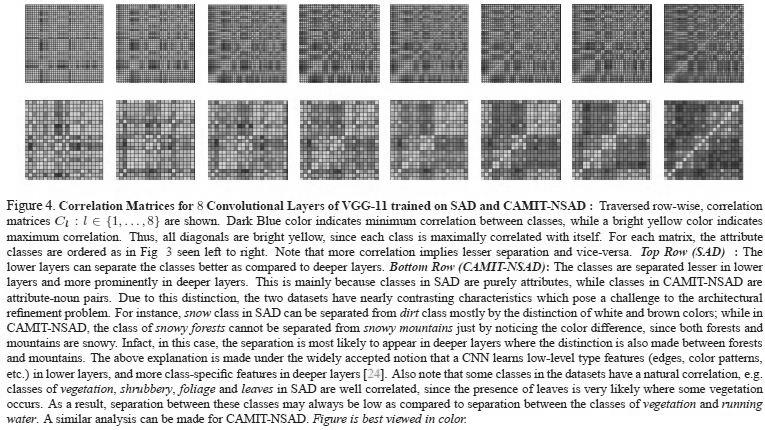 Figure 4. Correlation Matrices for 8 Convolutional Layers of VGG-11 trained on SAD and CAMIT-NSAD : Traversed row-wise, correlation
matrices C_l : l ∈ {1, . . . , 8} are shown. Dark Blue color indicates minimum correlation between classes, while a bright yellow color indicates
maximum correlation. Thus, all diagonals are bright yellow, since each class is maximally correlated with itself. For each matrix, the attribute
classes are ordered as in Fig 3 seen left to right. Note that more correlation implies lesser separation and vice-versa. Top Row (SAD) : The
lower layers can separate the classes better as compared to deeper layers. Bottom Row (CAMIT-NSAD): The classes are separated lesser in lower
layers and more prominently in deeper layers. This is mainly because classes in SAD are purely attributes, while classes in CAMIT-NSAD are
attribute-noun pairs. Due to this distinction, the two datasets have nearly contrasting characteristics which pose a challenge to the architectural
refinement problem. For instance, snow class in SAD can be separated from dirt class mostly by the distinction of white and brown colors; while in
CAMIT-NSAD, the class of snowy forests cannot be separated from snowy mountains just by noticing the color difference, since both forests and
mountains are snowy. Infact, in this case, the separation is most likely to appear in deeper layers where the distinction is also made between forests
and mountains. The above explanation is made under the widely accepted notion that a CNN learns low-level type features (edges, color patterns,
etc.) in lower layers, and more class-specific features in deeper layers [24]. Also note that some classes in the datasets have a natural correlation, e.g.
classes of vegetation, shrubbery, foliage and leaves in SAD are well correlated, since the presence of leaves is very likely where some vegetation
occurs. As a result, separation between these classes may always be low as compared to separation between the classes of vegetation and running
water. A similar analysis can be made for CAMIT-NSAD. Figure is best viewed in color.